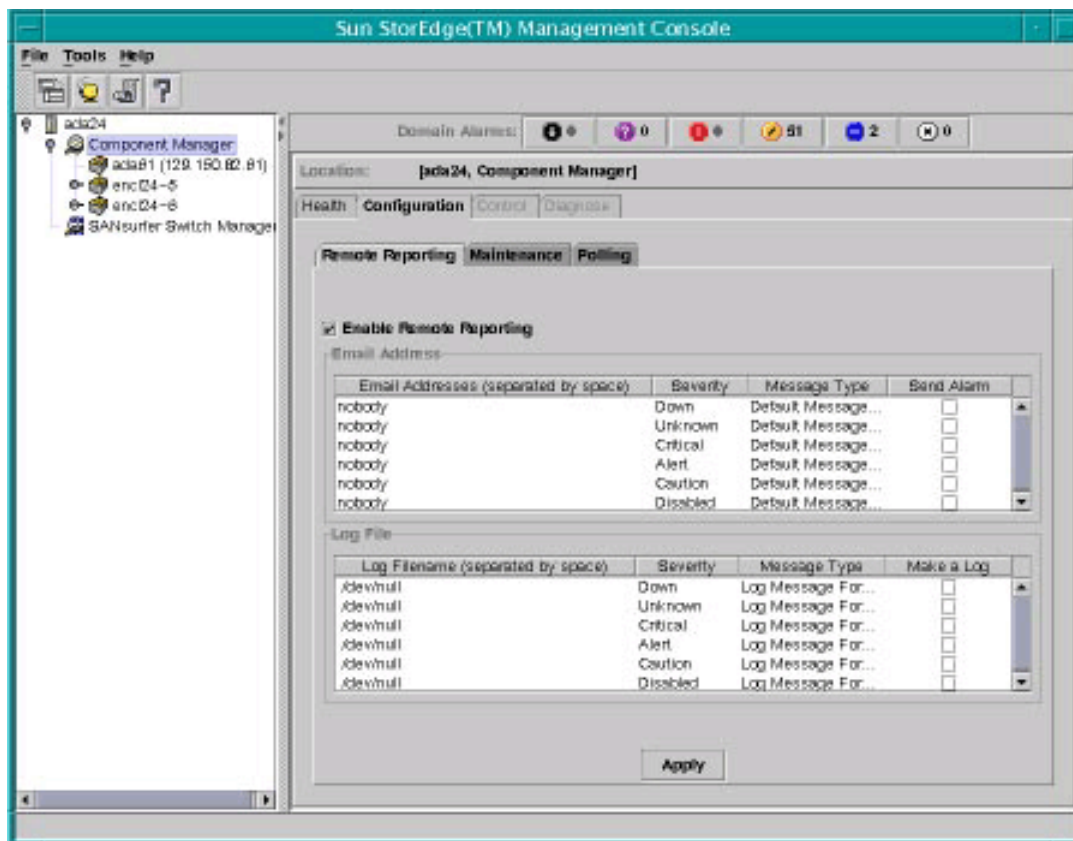 Sun StorEdge(TM) Management Console
File Tools Help
ada24
Component Manager
ada81 (129.150.82.81)
encl24-5
encl24-6
SANsurfer Switch Manager
Domain Alarms: 0 0 0 51 2 0
Location: [ada24, Component Manager]
Health Configuration Control Diagnose
Remote Reporting Maintenance Polling
Enable Remote Reporting
Email Address
Email Addresses (separated by space) Severity Message Type Send Alarm
nobody Down Default Message...
nobody Unknown Default Message...
nobody Critical Default Message...
nobody Alert Default Message...
nobody Caution Default Message...
nobody Disabled Default Message...
Log File
Log Filename (separated by space) Severity Message Type Make a Log
/dev/null Down Log Message For...
/dev/null Unknown Log Message For...
/dev/null Critical Log Message For...
/dev/null Alert Log Message For...
/dev/null Caution Log Message For...
/dev/null Disabled Log Message For...
Apply